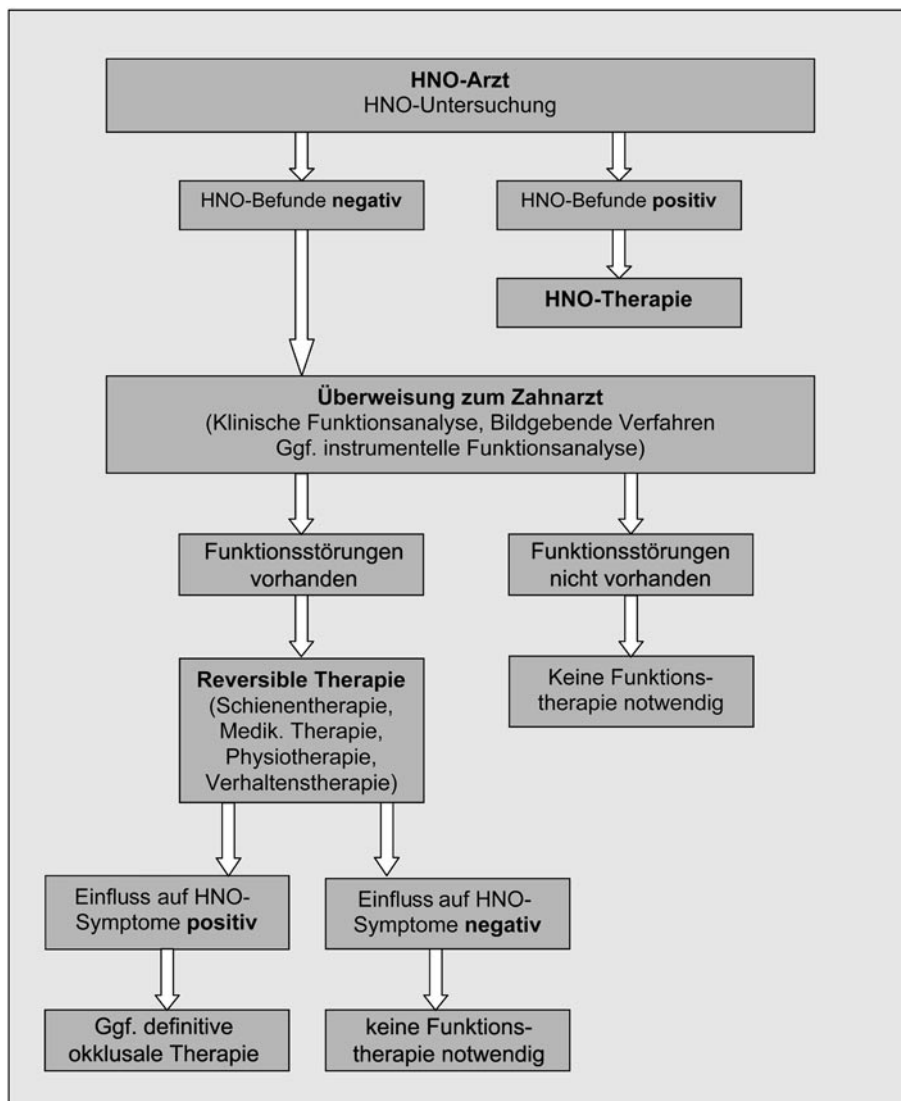 HNO-Arzt
HNO-Untersuchung
HNO-Befunde negativ
HNO-Befunde positiv
HNO-Therapie
Überweisung zum Zahnarzt
(Klinische Funktionsanalyse, Bildgebende Verfahren
Ggf. instrumentelle Funktionsanalyse)
Funktionsstörungen
vorhanden
Funktionsstörungen
nicht vorhanden
Reversible Therapie
(Schienentherapie,
Medik. Therapie,
Physiotherapie,
Verhaltenstherapie)
Keine Funktions-
therapie notwendig
Einfluss auf HNO-
Symptome positiv
Einfluss auf HNO-
Symptome negativ
Ggf. definitive
okklusale Therapie
keine Funktions-
therapie notwendig